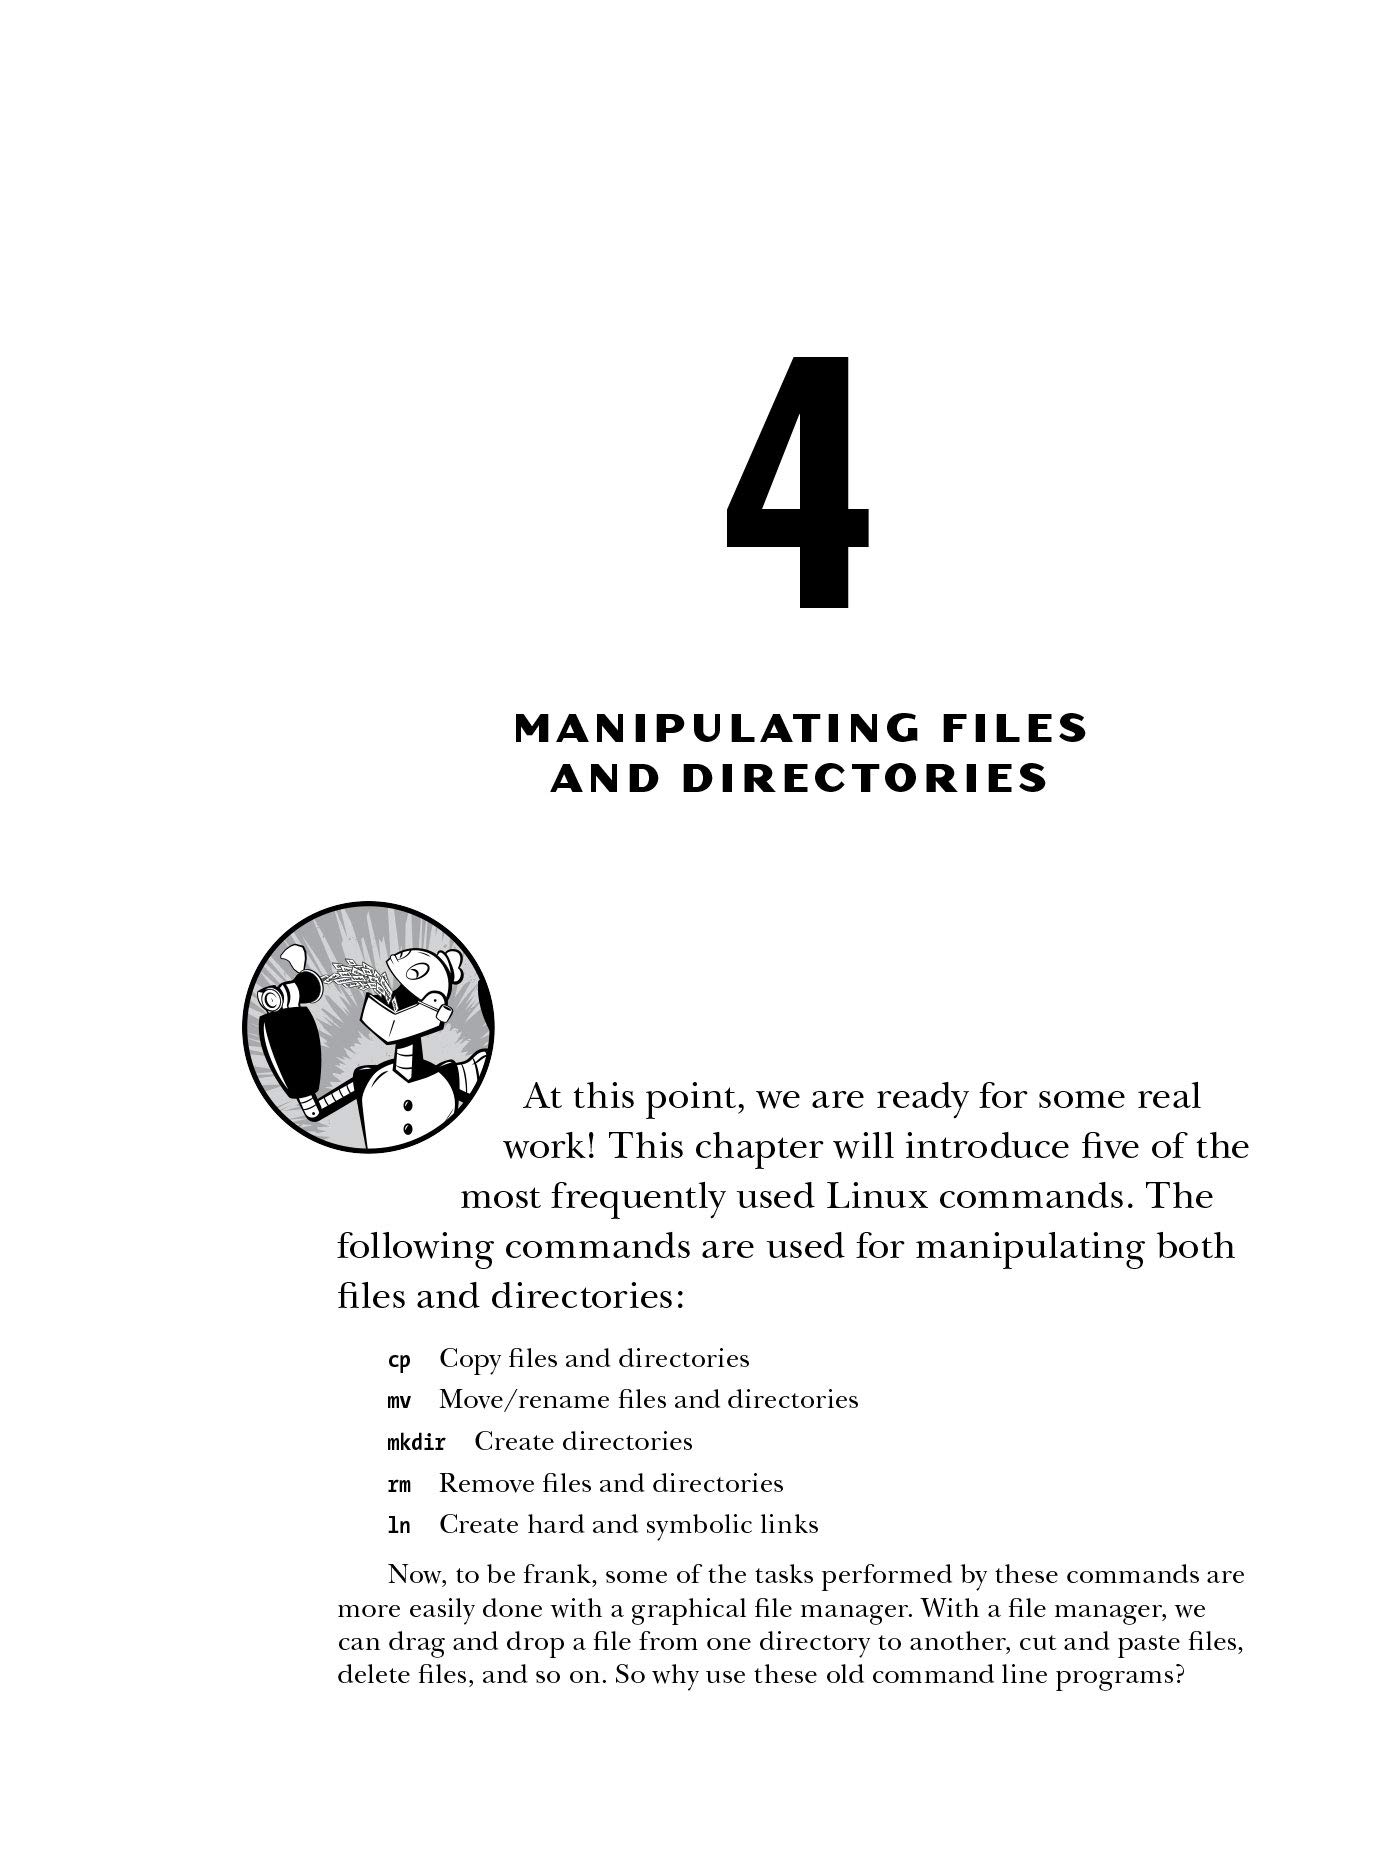 4
MANIPULATING FILES
AND DIRECTORIES
At this point, we are ready for some real
work! This chapter will introduce five of the
most frequently used Linux commands. The
following commands are used for manipulating both
files and directories:
cp Copy files and directories
mv Move/rename files and directories
mkdir Create directories
rm Remove files and directories
ln Create hard and symbolic links
Now, to be frank, some of the tasks performed by these commands are
more easily done with a graphical file manager. With a file manager, we
can drag and drop a file from one directory to another, cut and paste files,
delete files, and so on. So why use these old command line programs?